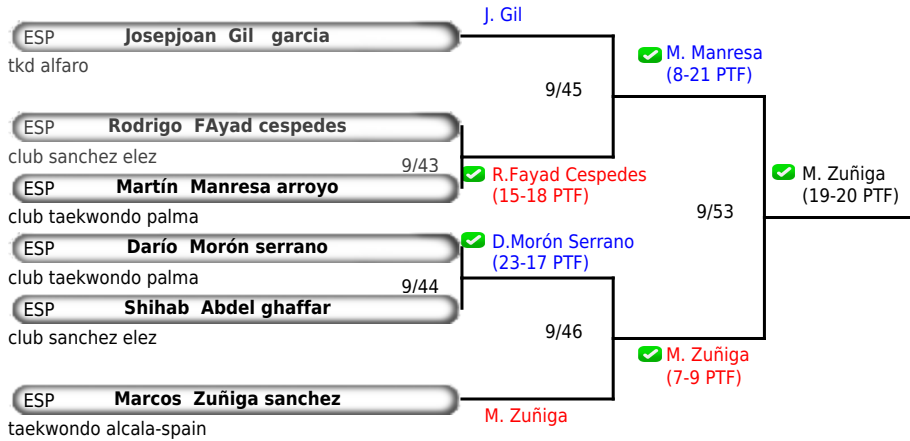 J. Gil
ESP Josepjoan Gil garcia
tkd alfaro
M. Manresa
(8-21 PTF)
9/45
ESP Rodrigo FAyad cespedes
club sanchez elez
9/43
R.Fayad Cespedes
(15-18 PTF)
ESP Martín Manresa arroyo
club taekwondo palma
M. Zuñiga
(19-20 PTF)
9/53
ESP Darío Morón serrano
club taekwondo palma
D.Morón Serrano
(23-17 PTF)
9/44
ESP Shihab Abdel ghaffar
club sanchez elez
9/46
M. Zuñiga
(7-9 PTF)
ESP Marcos Zuñiga sanchez
taekwondo alcala-spain
M. Zuñiga